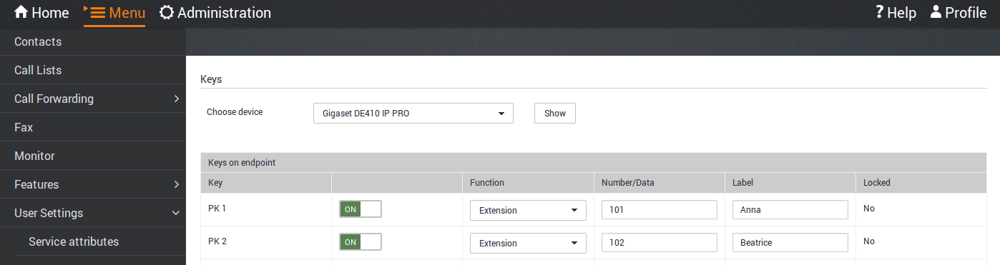 Home Menu Administration Help Profile
Contacts
Call Lists
Call Forwarding
Fax
Monitor
Features
User Settings
Service attributes
Keys
Choose device Gigaset DE410 IP PRO Show
Keys on endpoint
Key Function Number/Data Label Locked
PK 1 ON Extension 101 Anna No
PK 2 ON Extension 102 Beatrice No